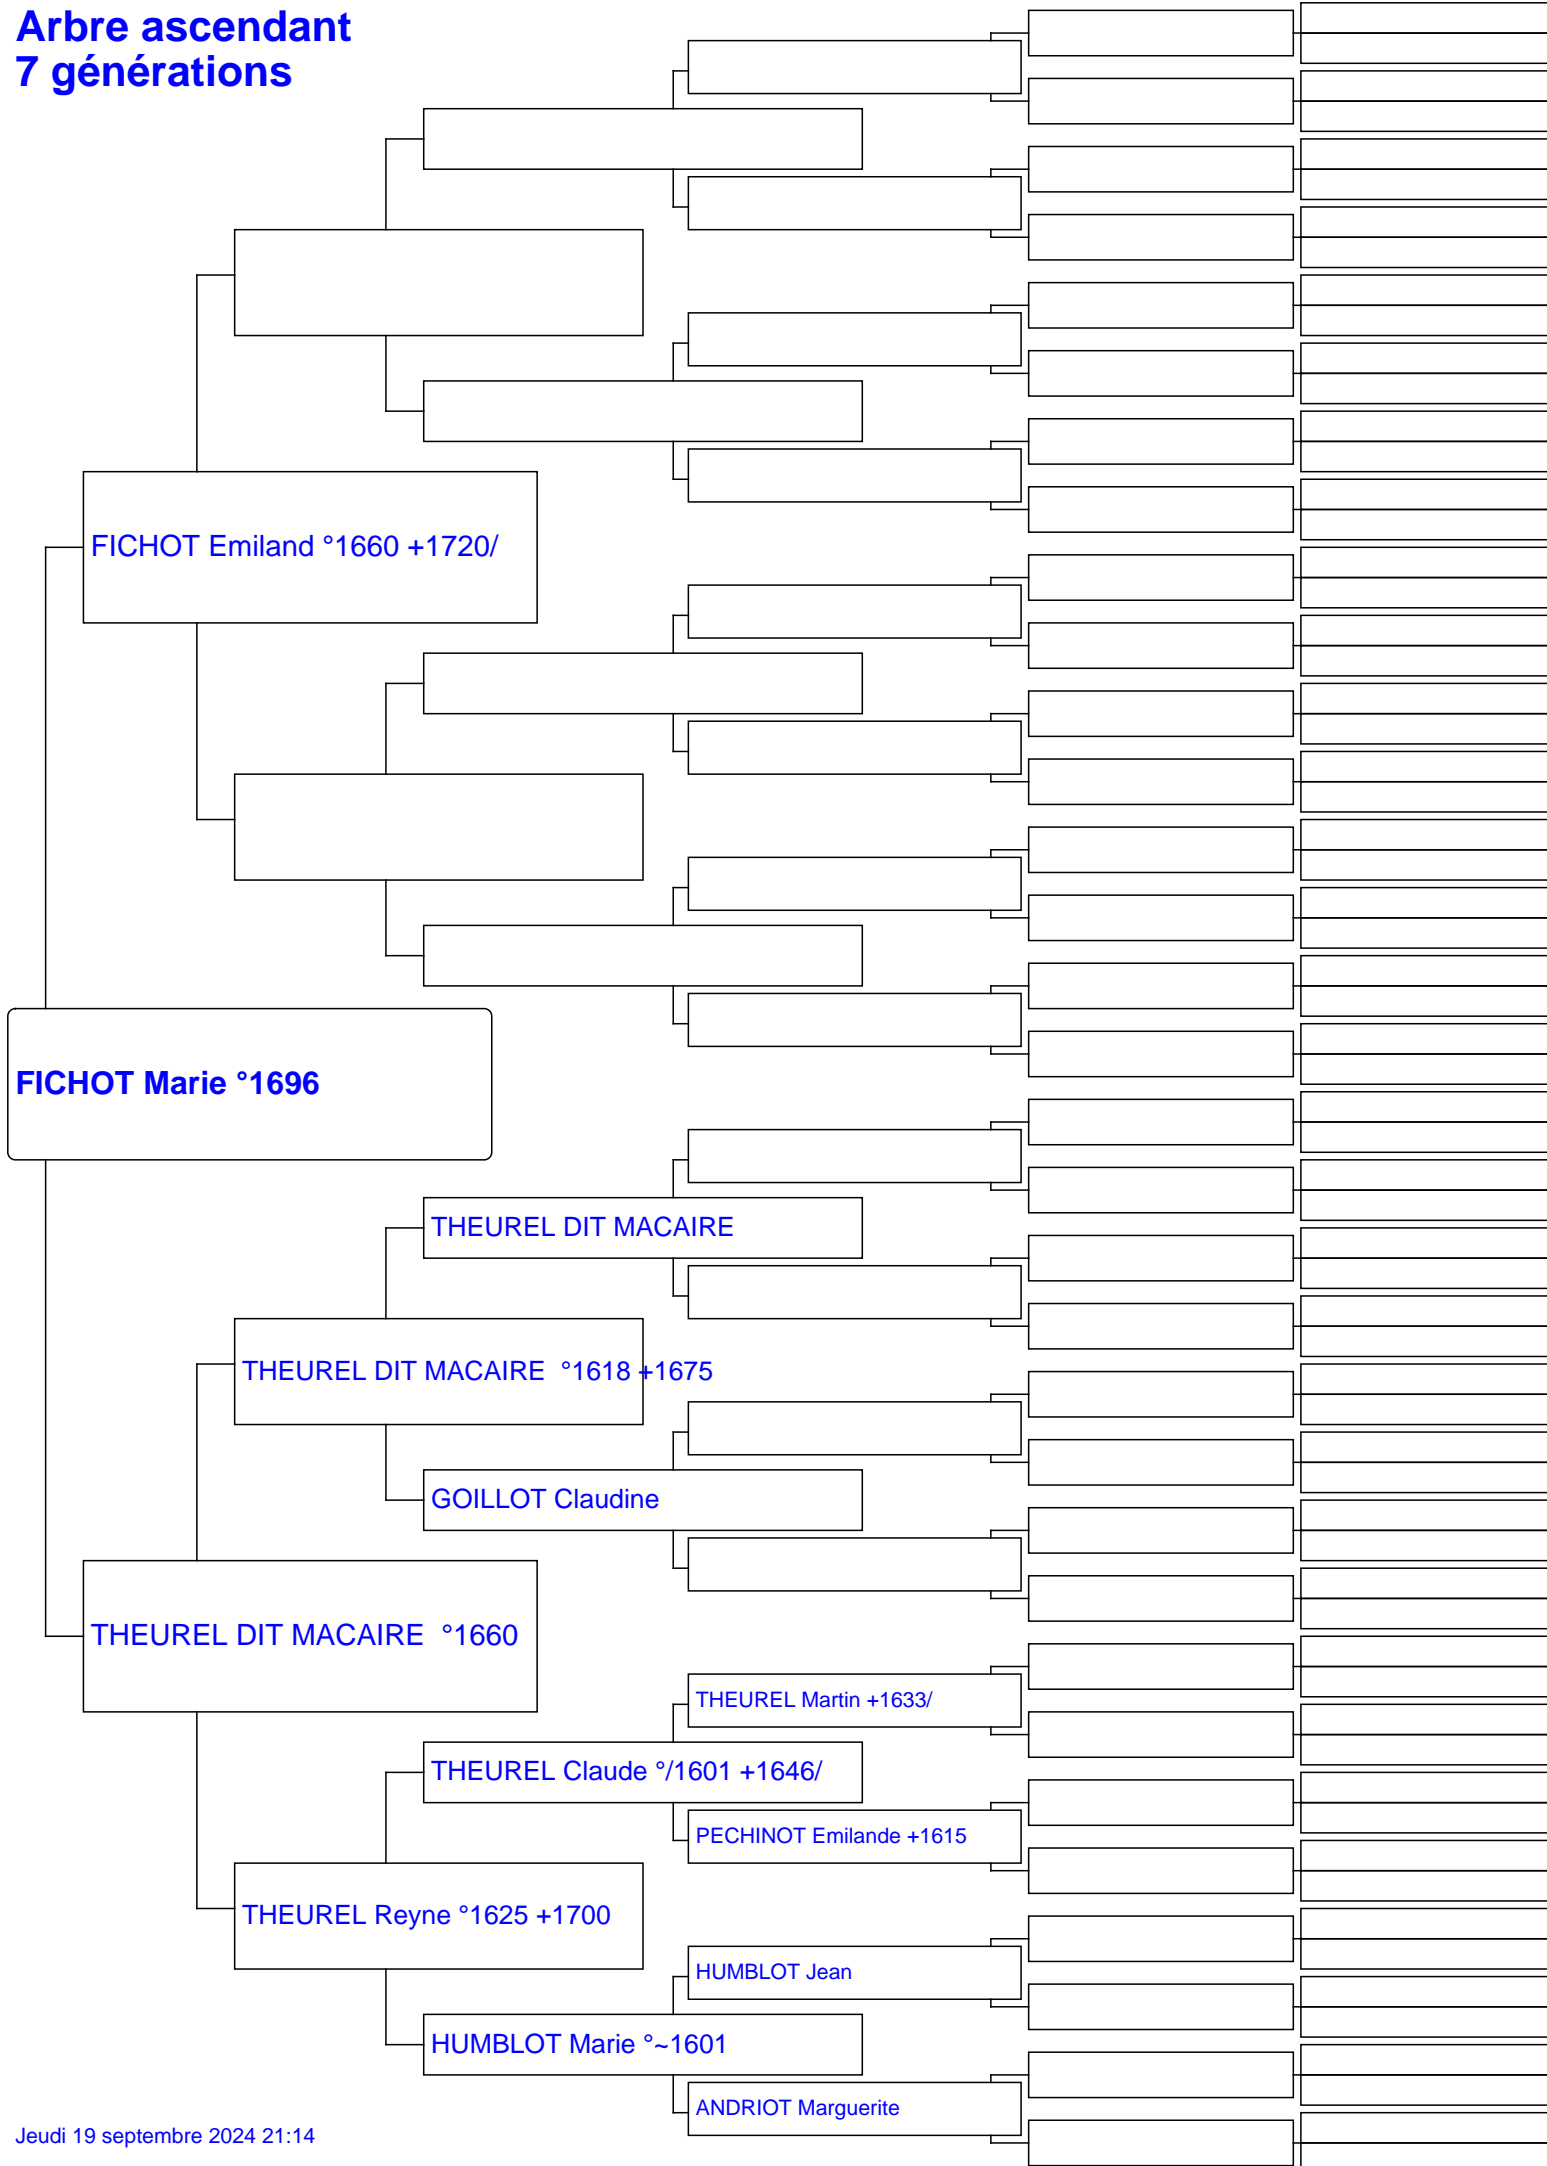 Arbre ascendant
7 générations
FICHOT Emiland °1660 +1720/
FICHOT Marie °1696
THEUREL DIT MACAIRE
THEUREL DIT MACAIRE  °1618 +1675
GOILLOT Claudine
THEUREL DIT MACAIRE  °1660
THEUREL Martin +1633/
THEUREL Claude °/1601 +1646/
PECHINOT Emilande +1615
THEUREL Reyne °1625 +1700
HUMBLOT Jean
HUMBLOT Marie °~1601
ANDRIOT Marguerite
Jeudi 19 septembre 2024 21:14